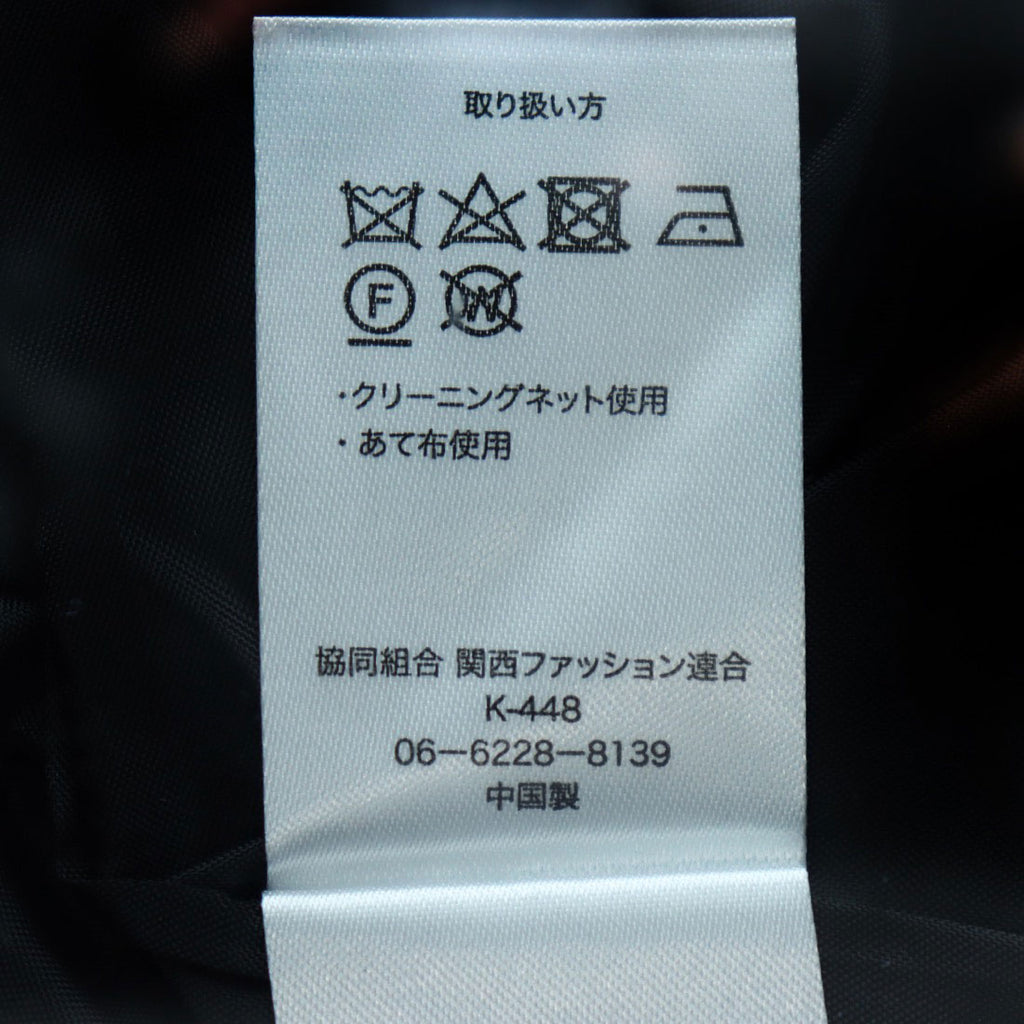 取り扱い方
F W
・クリーニングネット使用
・あて布使用
協同組合 関西ファッション連合
K-448
06-6228-8139
中国製